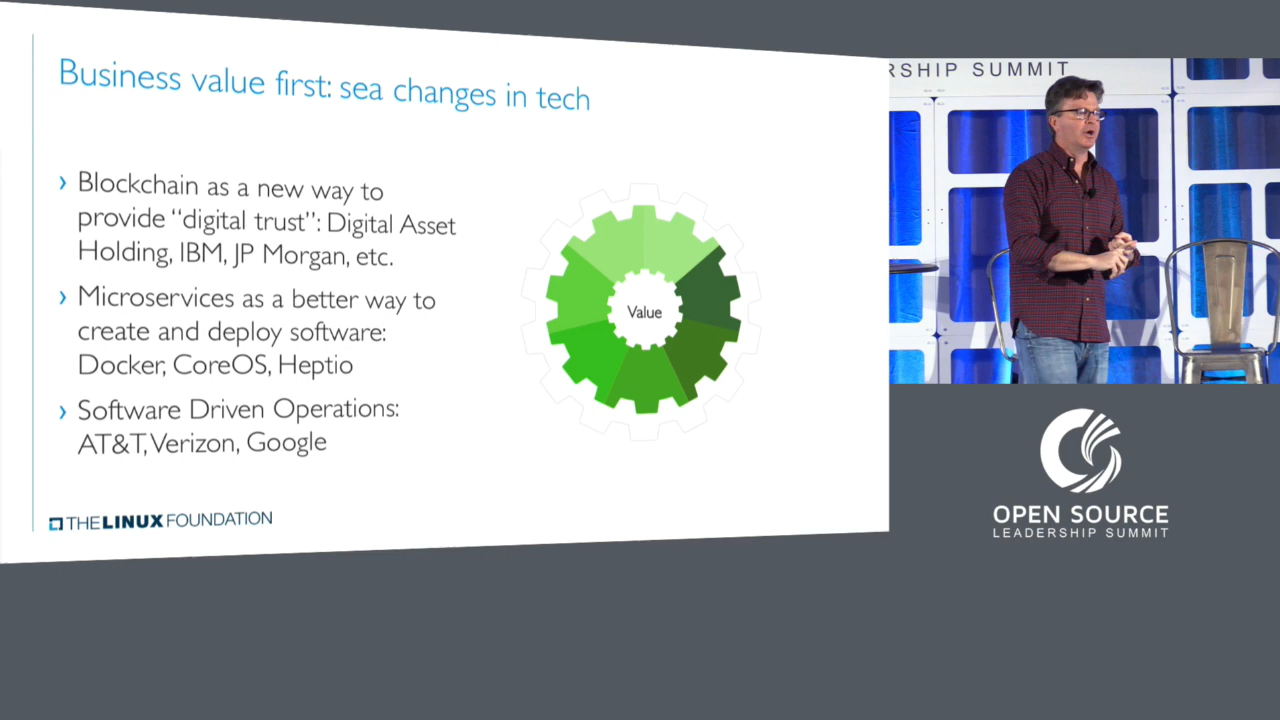 Business value first: sea changes in tech
› Blockchain as a new way to
provide “digital trust”: Digital Asset
Holding, IBM, JP Morgan, etc.
› Microservices as a better way to
create and deploy software:
Docker, CoreOS, Heptio
› Software Driven Operations:
AT&T, Verizon, Google
Value
THE LINUX FOUNDATION
RSHIP SUMMIT
OPEN SOURCE
LEADERSHIP SUMMIT